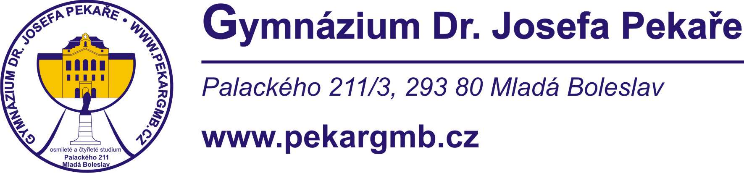 GYMNÁZIUM DR. JOSEFA PEKAŘE • WWW.PEKARGMB.CZ
osmileté a čtyřleté studium
Palackého 211
Mladá Boleslav
Gymnázium Dr. Josefa Pekaře
Palackého 211/3, 293 80 Mladá Boleslav
www.pekargmb.cz